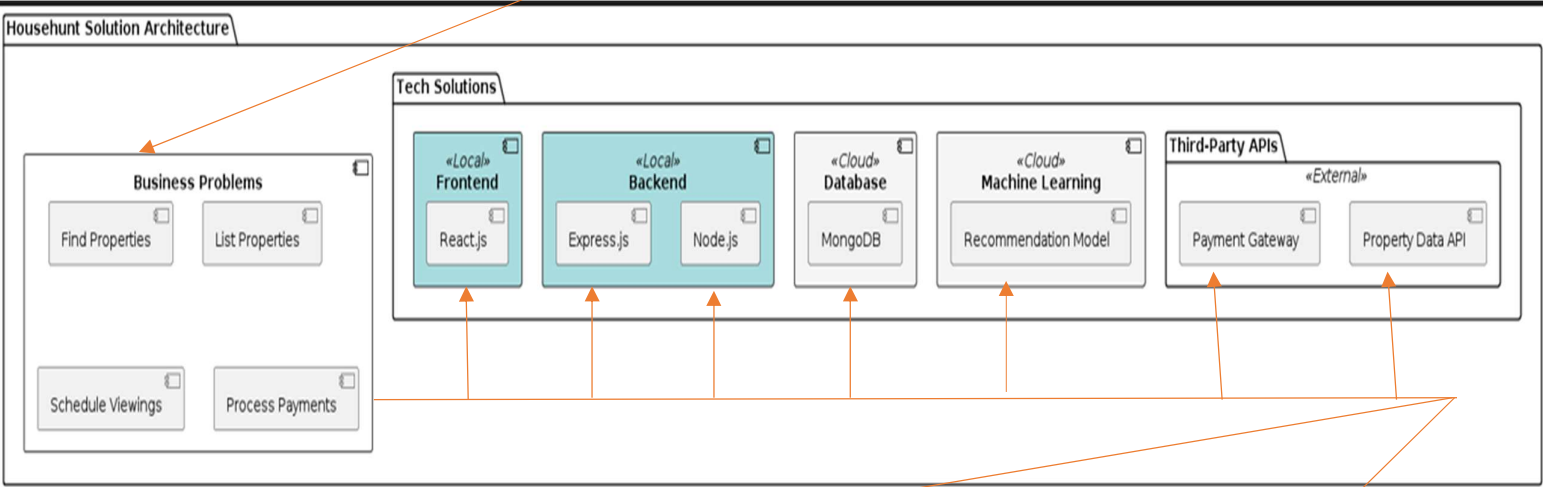 Househunt Solution Architecture
Tech Solutions
Business Problems
Find Properties
List Properties
Schedule Viewings
Process Payments
«Local»
Frontend
React.js
«Local»
Backend
Express.js
Node.js
«Cloud»
Database
MongoDB
«Cloud»
Machine Learning
Recommendation Model
Third-Party APIs
«External»
Payment Gateway
Property Data API